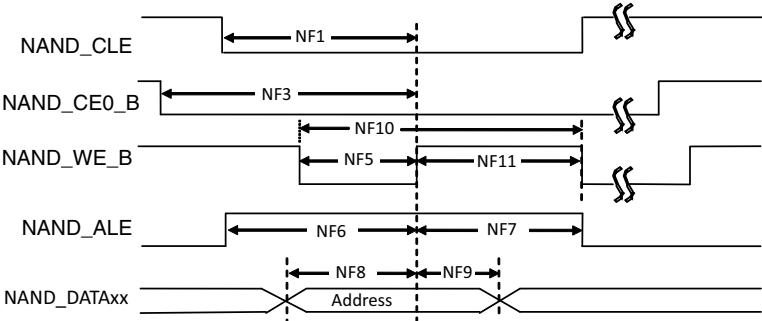 NAND_CLE
NF1
NAND_CE0_B
NF3
NF10
NAND_WE_B
NF5
NF11
NAND_ALE
NF6
NF7
NF8
NF9
NAND_DATAxx
Address